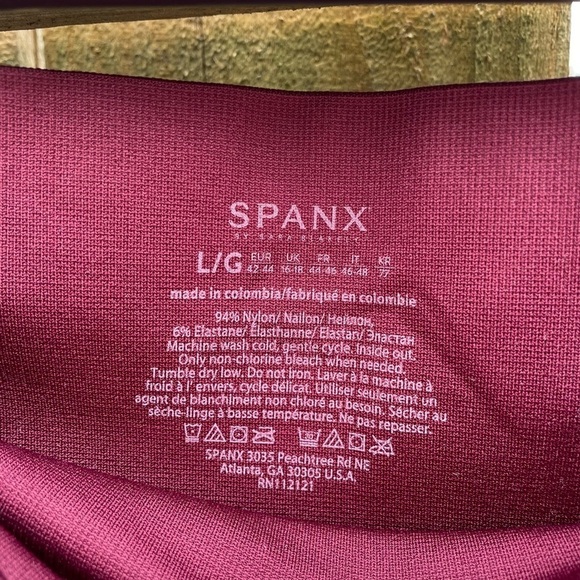 SPANX
BY SARA BLAKELY
L/G EUR 42-44 UK 16-18 FR 44-46 IT 46-48 KR 77
made in colombia/fabriqué en colombie
94% Nylon/ Nailon/ Нейлон,
6% Elastane/ Élasthanne/ Elastan/ Эластан
Machine wash cold, gentle cycle. Inside out.
Only non-chlorine bleach when needed.
Tumble dry low. Do not iron. Laver à la machine à
froid à l' envers, cycle délicat. Utiliser seulement un
agent de blanchiment non chloré au besoin. Sécher au
sèche-linge à basse température. Ne pas repasser.
SPANX 3035 Peachtree Rd NE
Atlanta, GA 30305 U.S.A.
RN112121